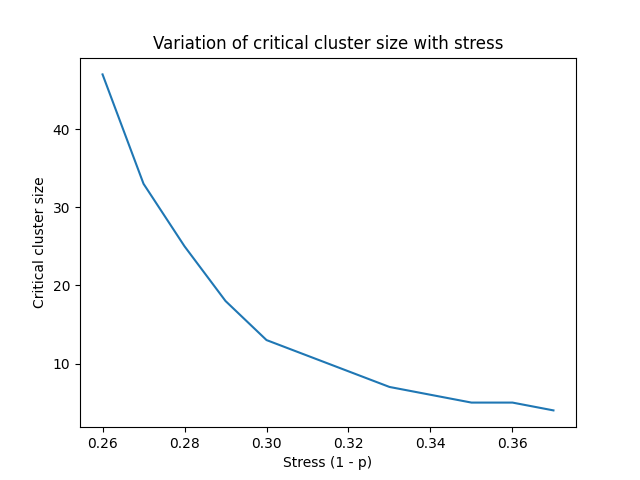 Variation of critical cluster size with stress
Critical cluster size
40
30
20
10
0.26 0.28 0.30 0.32 0.34 0.36
Stress (1 - p)